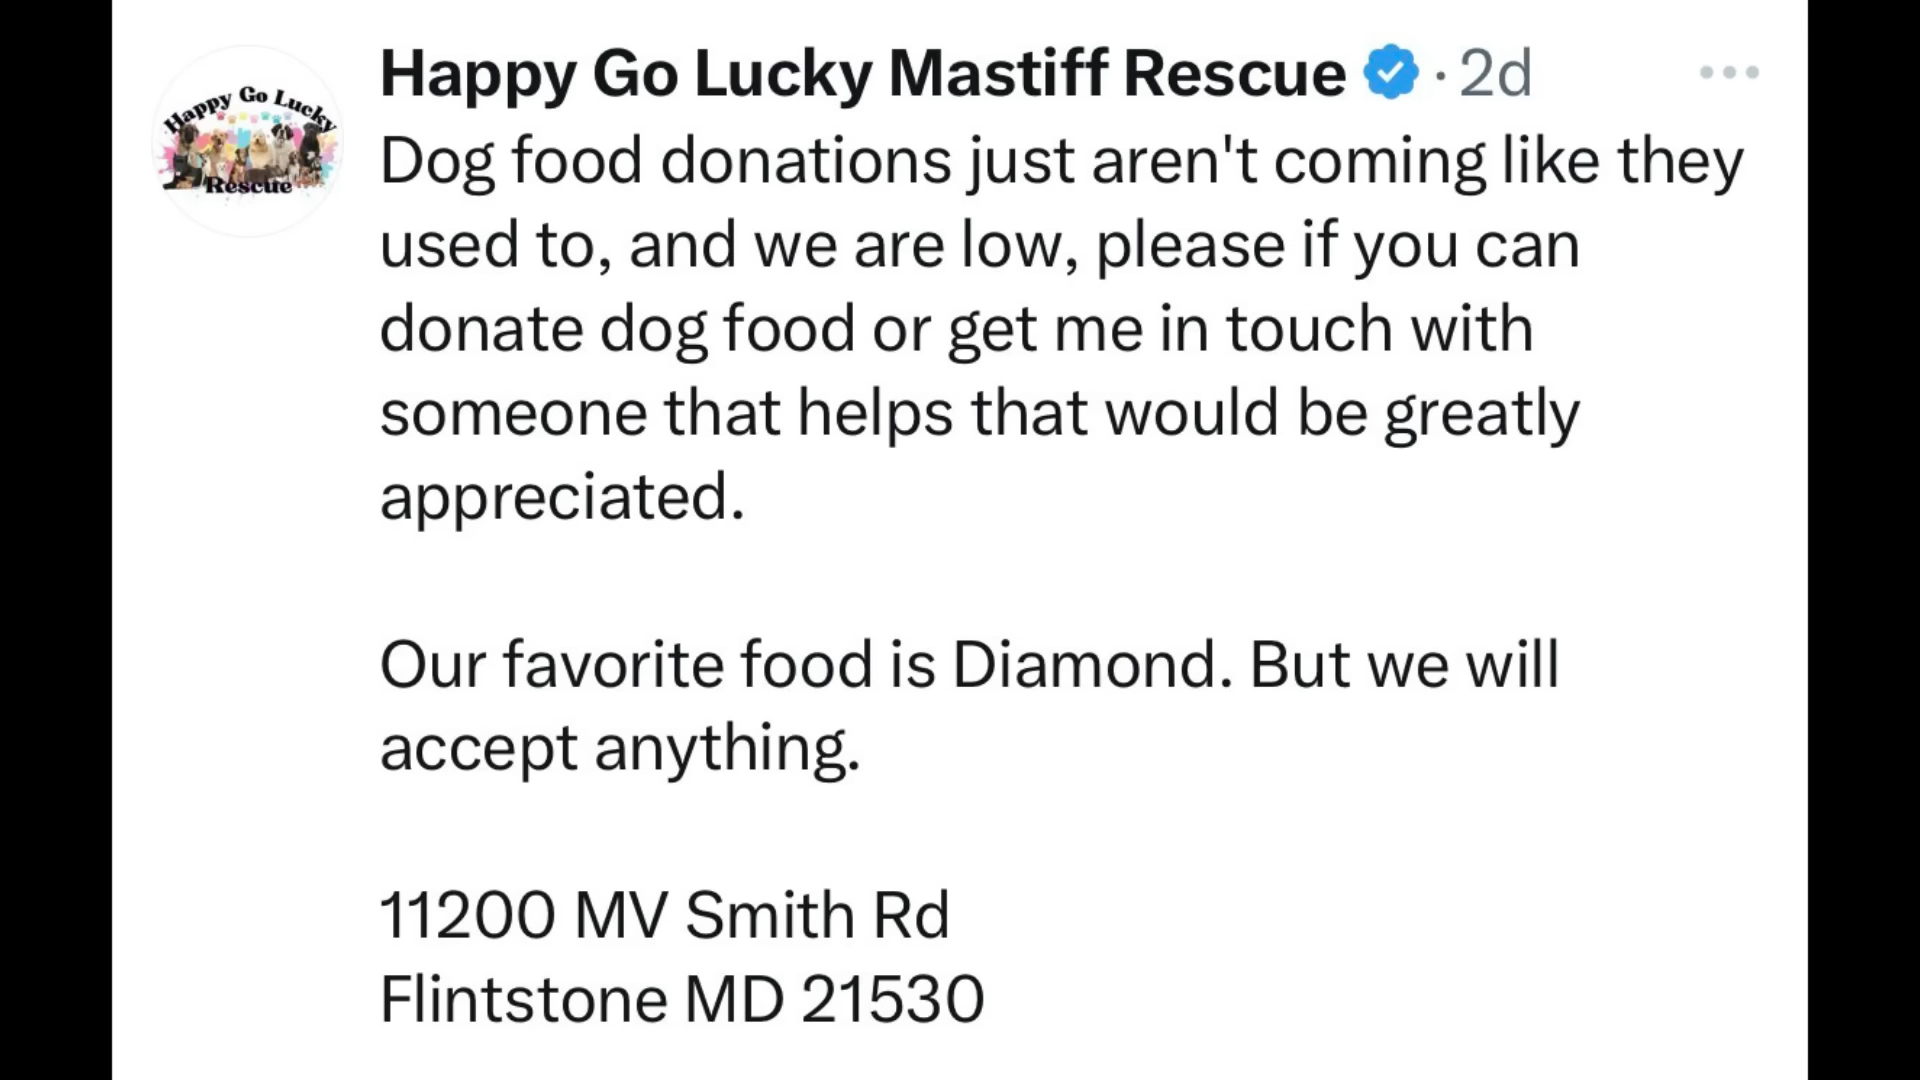 Happy Go Lucky Mastiff Rescue · 2d
Happy Go Lucky
Rescue
Dog food donations just aren't coming like they
used to, and we are low, please if you can
donate dog food or get me in touch with
someone that helps that would be greatly
appreciated.
Our favorite food is Diamond. But we will
accept anything.
11200 MV Smith Rd
Flintstone MD 21530